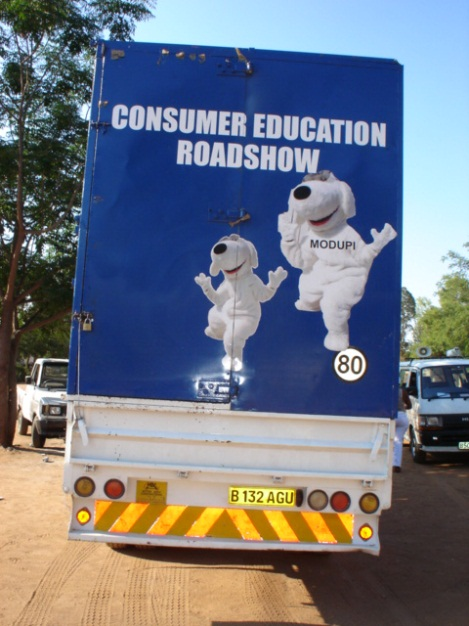 CONSUMER EDUCATION
ROADSHOW
MODUPI
80
B 132 AGU